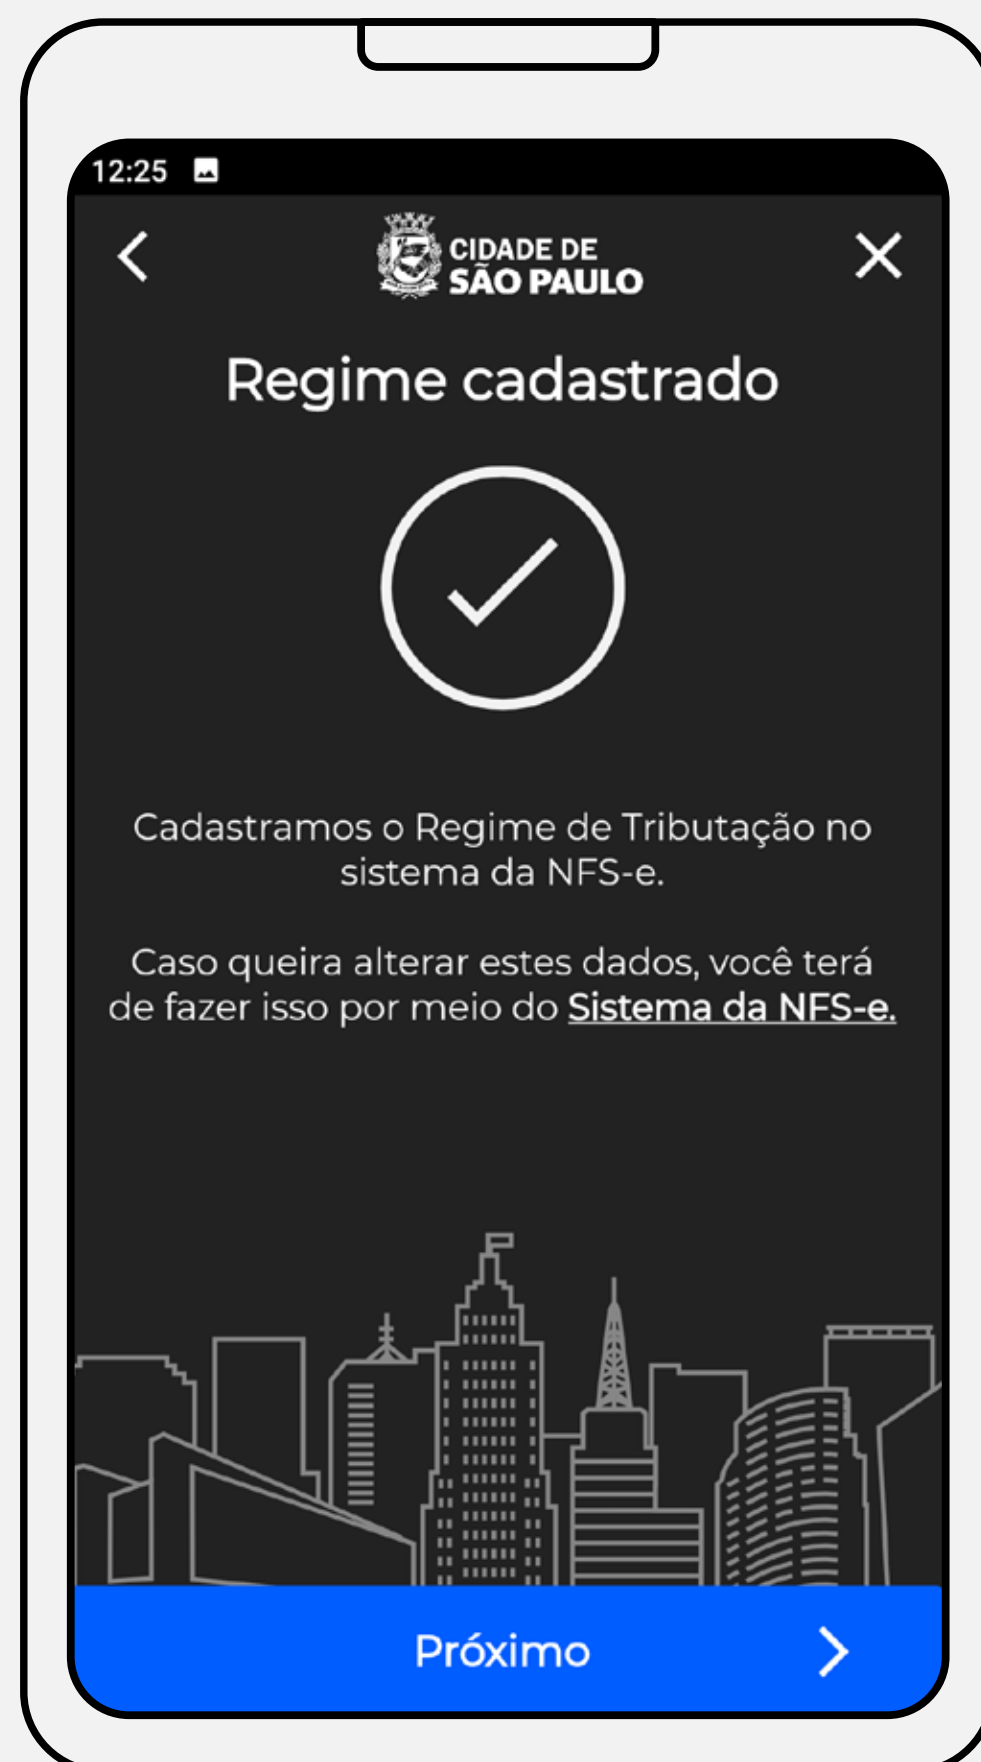 12:25
CIDADE DE
SÃO PAULO
Regime cadastrado
Cadastramos o Regime de Tributação no
sistema da NFS-e.
Caso queira alterar estes dados, você terá
de fazer isso por meio do Sistema da NFS-e.
Próximo